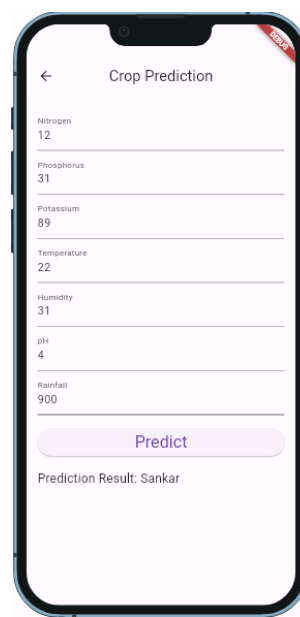 DEBUG
Crop Prediction
Nitrogen
12
Phosphorus
31
Potassium
89
Temperature
22
Humidity
31
pH
4
Rainfall
900
Predict
Prediction Result: Sankar